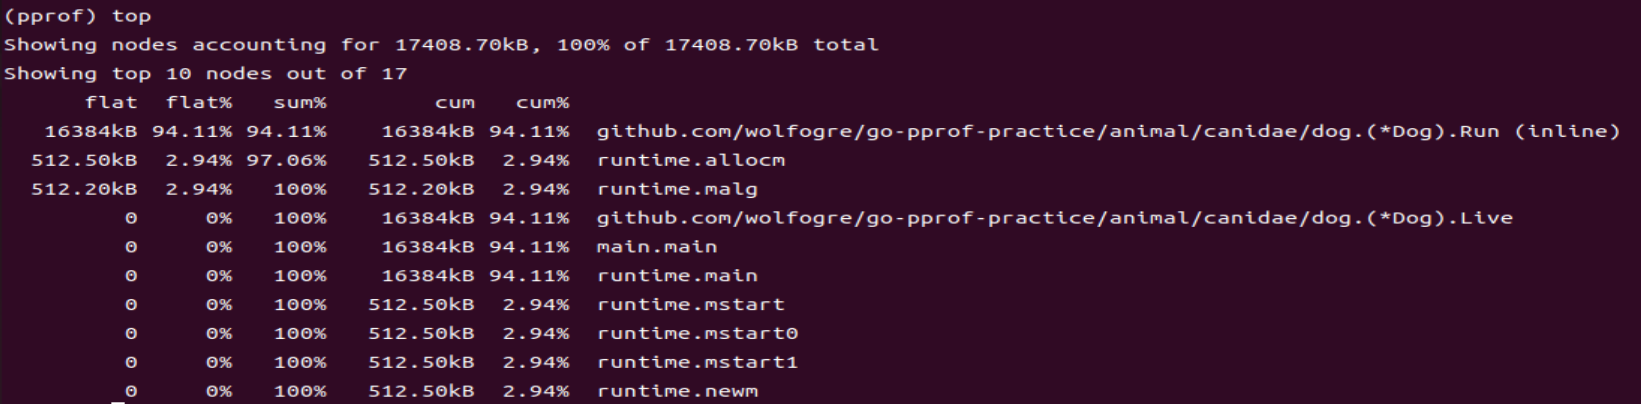 (pprof) top
Showing nodes accounting for 17408.70kB, 100% of 17408.70kB total
Showing top 10 nodes out of 17
      flat  flat%   sum%        cum   cum%
   16384kB 94.11% 94.11%    16384kB 94.11%  github.com/wolfogre/go-pprof-practice/animal/canidae/dog.(*Dog).Run (inline)
  512.50kB  2.94% 97.06%   512.50kB  2.94%  runtime.allocm
  512.20kB  2.94%   100%   512.20kB  2.94%  runtime.malg
         0     0%   100%    16384kB 94.11%  github.com/wolfogre/go-pprof-practice/animal/canidae/dog.(*Dog).Live
         0     0%   100%    16384kB 94.11%  main.main
         0     0%   100%    16384kB 94.11%  runtime.main
         0     0%   100%   512.50kB  2.94%  runtime.mstart
         0     0%   100%   512.50kB  2.94%  runtime.mstart0
         0     0%   100%   512.50kB  2.94%  runtime.mstart1
         0     0%   100%   512.50kB  2.94%  runtime.newm